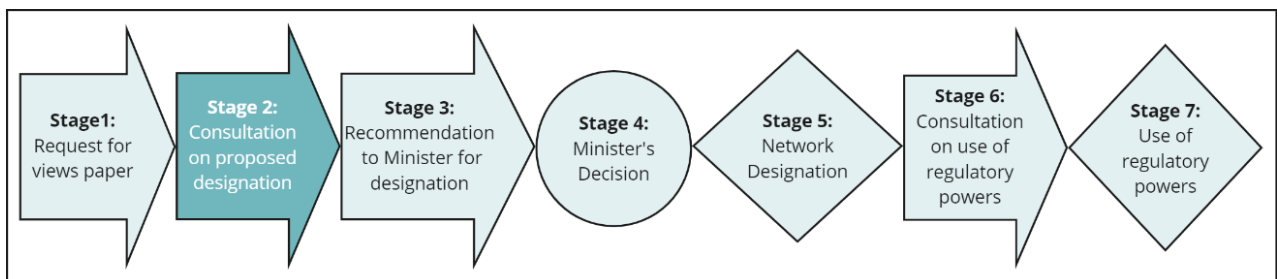 Stage1:
Request for
views paper
Stage 2:
Consultation
on proposed
designation
Stage 3:
Recommendation
to Minister for
designation
Stage 4:
Minister's
Decision
Stage 5:
Network
Designation
Stage 6:
Consultation
on use of
regulatory
powers
Stage 7:
Use of
regulatory
powers